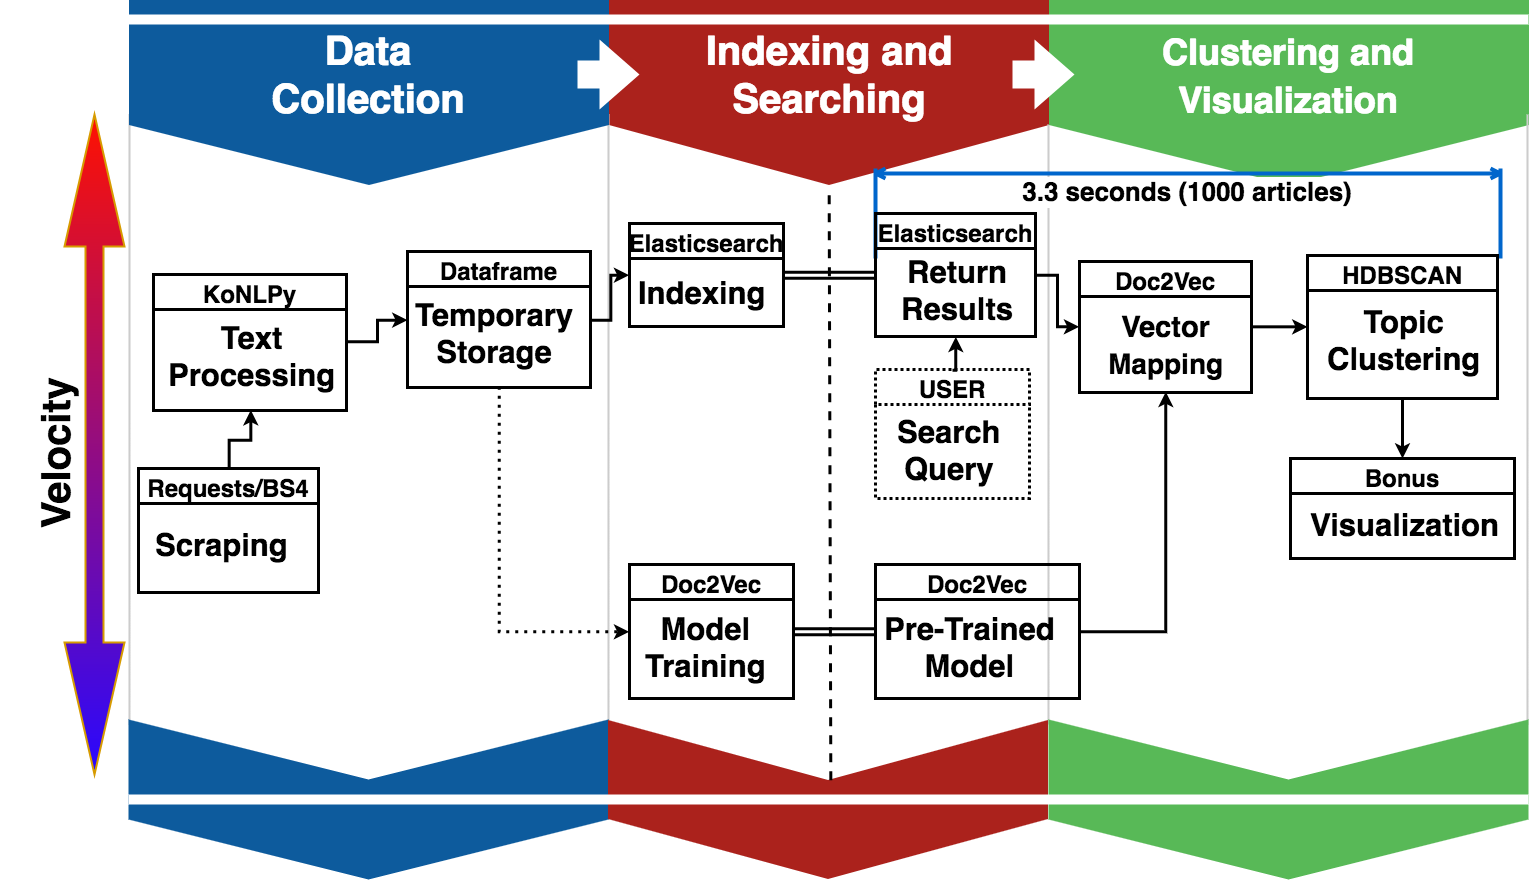 Data
Collection
Indexing and
Searching
Clustering and
Visualization
Velocity
3.3 seconds (1000 articles)
KoNLPy
Text
Processing
Requests/BS4
Scraping
Dataframe
Temporary
Storage
Elasticsearch
Indexing
Elasticsearch
Return
Results
USER
Search
Query
Doc2Vec
Vector
Mapping
HDBSCAN
Topic
Clustering
Bonus
Visualization
Doc2Vec
Model
Training
Doc2Vec
Pre-Trained
Model